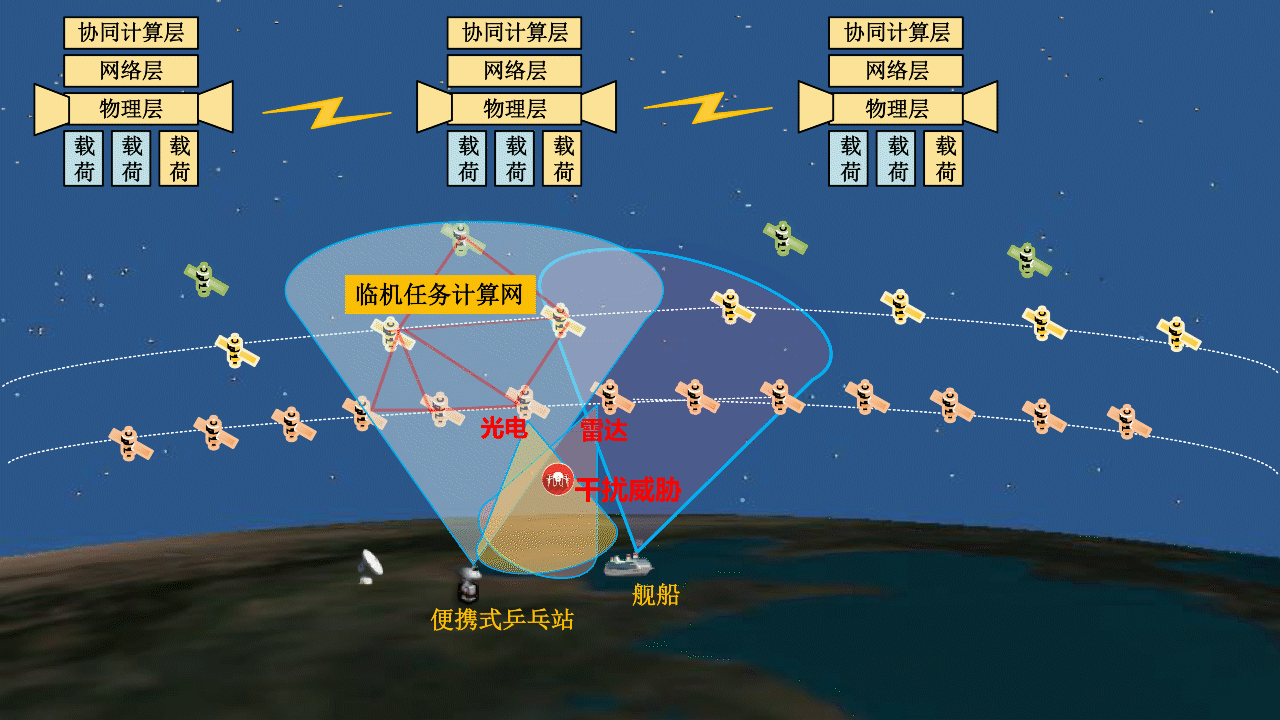 协同计算层
网络层
物理层
载荷
载荷
载荷
协同计算层
网络层
物理层
载荷
载荷
载荷
协同计算层
网络层
物理层
载荷
载荷
载荷
临机任务计算网
光电
雷达
干扰威胁
舰船
便携式乒乓站